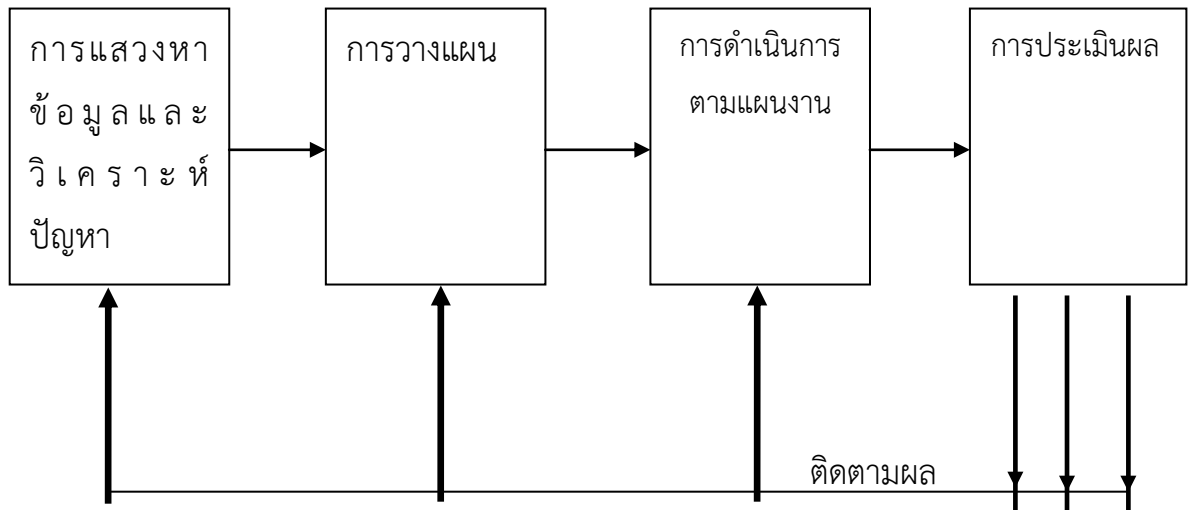 การแสวงหา
ข้อมูลและ
วิเคราะห์
ปัญหา
การวางแผน
การดำเนินการ
ตามแผนงาน
การประเมินผล
ติดตามผล